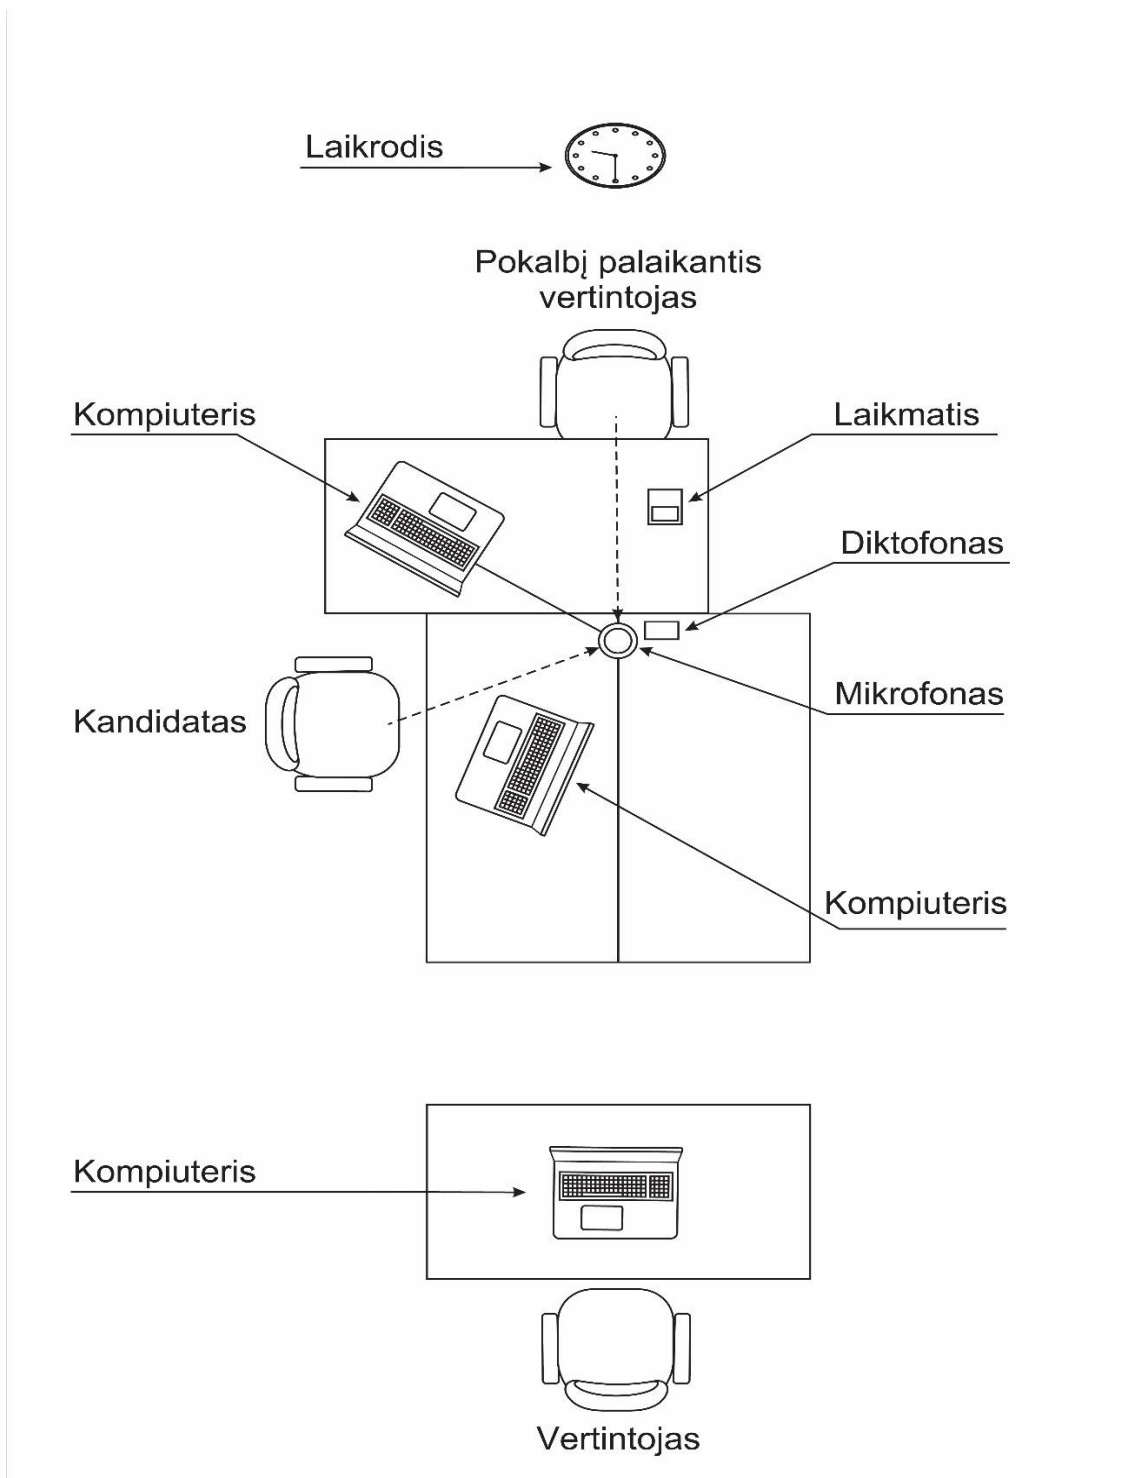 Laikrodis
Pokalbį palaikantis
vertintojas
Kompiuteris
Laikmatis
Diktofonas
Mikrofonas
Kandidatas
Kompiuteris
Kompiuteris
Vertintojas